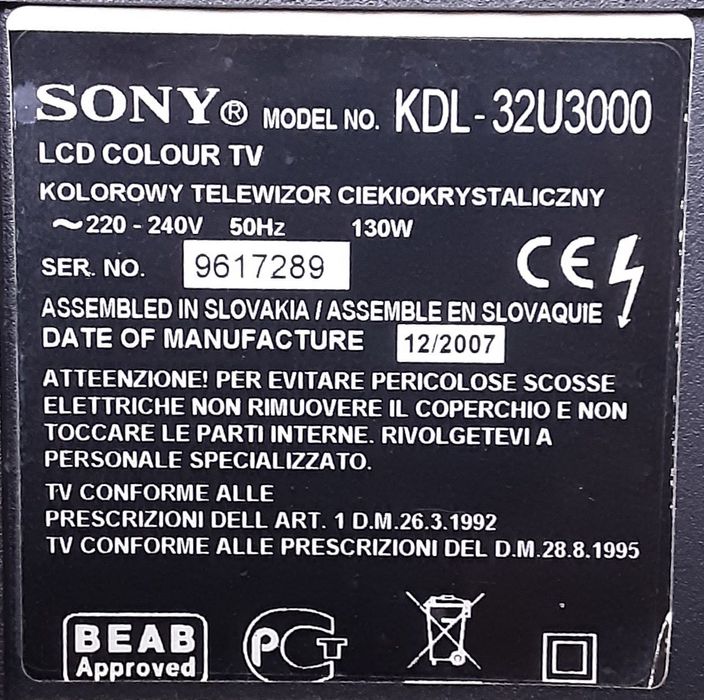 SONY® MODEL NO. KDL-32U3000
LCD COLOUR TV
KOLOROWY TELEWIZOR CIEKIOKRYSTALICZNY
~220 - 240V 50Hz 130W
SER. NO. 9617289
CE
ASSEMBLED IN SLOVAKIA / ASSEMBLE EN SLOVAQUIE
DATE OF MANUFACTURE 12/2007
ATTEENZIONE! PER EVITARE PERICOLOSE SCOSSE
ELETTRICHE NON RIMUOVERE IL COPERCHIO E NON
TOCCARE LE PARTI INTERNE. RIVOLGETEVI A
PERSONALE SPECIALIZZATO.
TV CONFORME ALLE
PRESCRIZIONI DELL ART. 1 D.M.26.3.1992
TV CONFORME ALLE PRESCRIZIONI DEL D.M.28.8.1995
BEAB
Approved
PCT